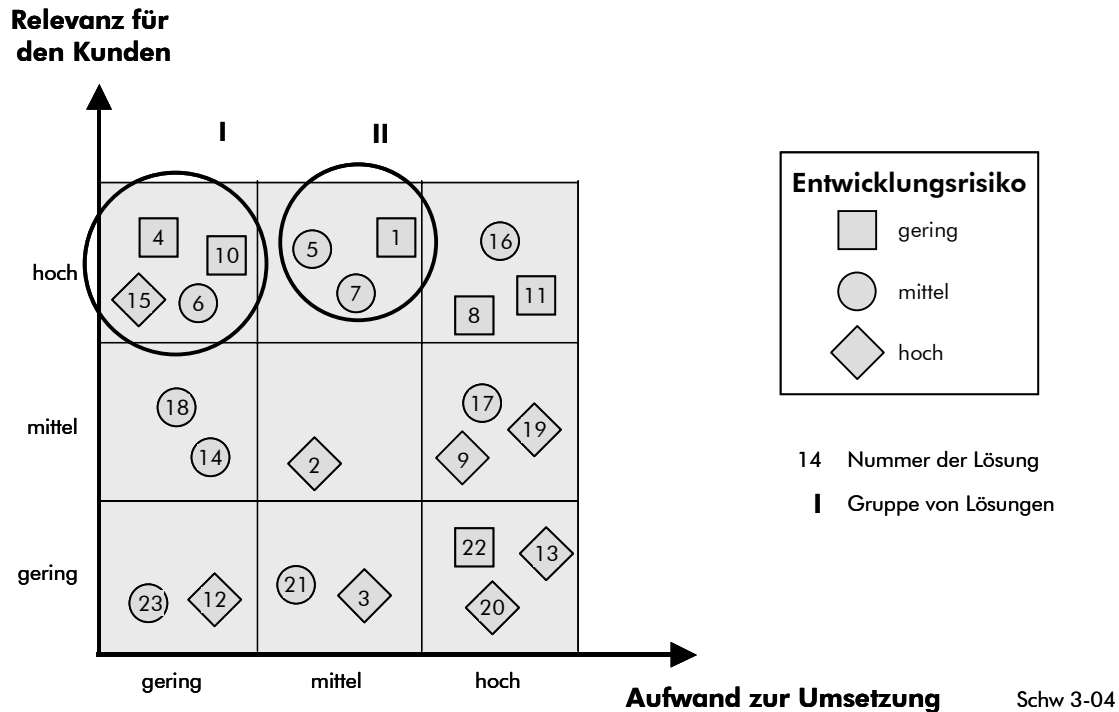 Relevanz für
den Kunden
I
II
Entwicklungsrisiko
gering
mittel
hoch
4
10
15
6
5
1
7
16
11
8
hoch
18
14
2
17
19
9
mittel
14 Nummer der Lösung
I Gruppe von Lösungen
22
13
20
21
3
23
12
gering
gering
mittel
hoch
Aufwand zur Umsetzung
Schw 3-04